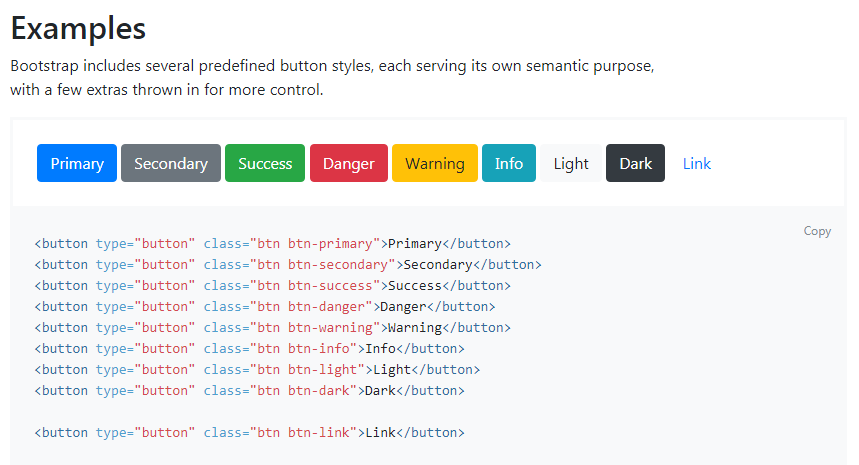 Examples
Bootstrap includes several predefined button styles, each serving its own semantic purpose,
with a few extras thrown in for more control.
Primary Secondary Success Danger Warning Info Light Dark Link
Copy
<button type="button" class="btn btn-primary">Primary</button>
<button type="button" class="btn btn-secondary">Secondary</button>
<button type="button" class="btn btn-success">Success</button>
<button type="button" class="btn btn-danger">Danger</button>
<button type="button" class="btn btn-warning">Warning</button>
<button type="button" class="btn btn-info">Info</button>
<button type="button" class="btn btn-light">Light</button>
<button type="button" class="btn btn-dark">Dark</button>
<button type="button" class="btn btn-link">Link</button>